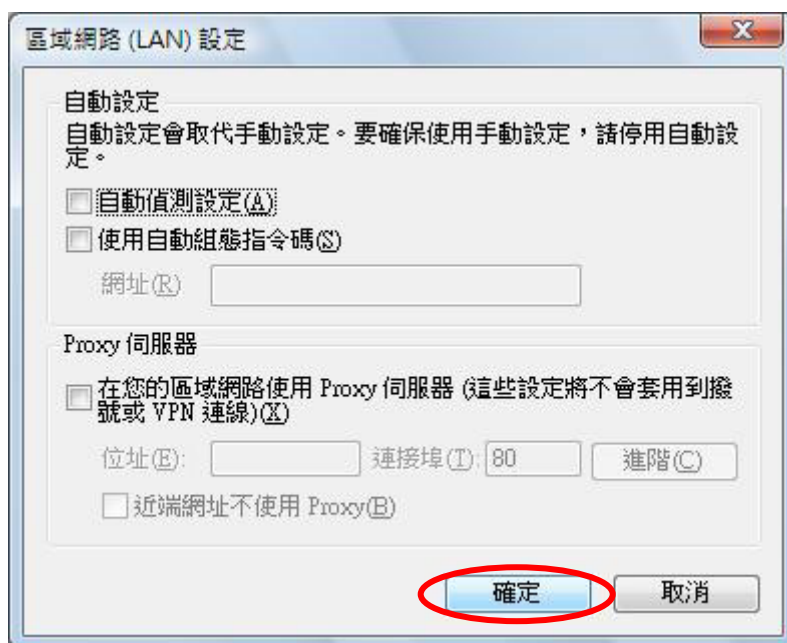 區域網路 (LAN) 設定
自動設定
自動設定會取代手動設定。要確保使用手動設定，請停用自動設
定。
自動偵測設定(A)
使用自動組態指令碼(S)
網址(R)
Proxy 伺服器
在您的區域網路使用 Proxy 伺服器 (這些設定將不會套用到撥
號或 VPN 連線)(X)
位址(E): 連接埠(T): 80 進階(C)
近端網址不使用 Proxy(B)
確定 取消